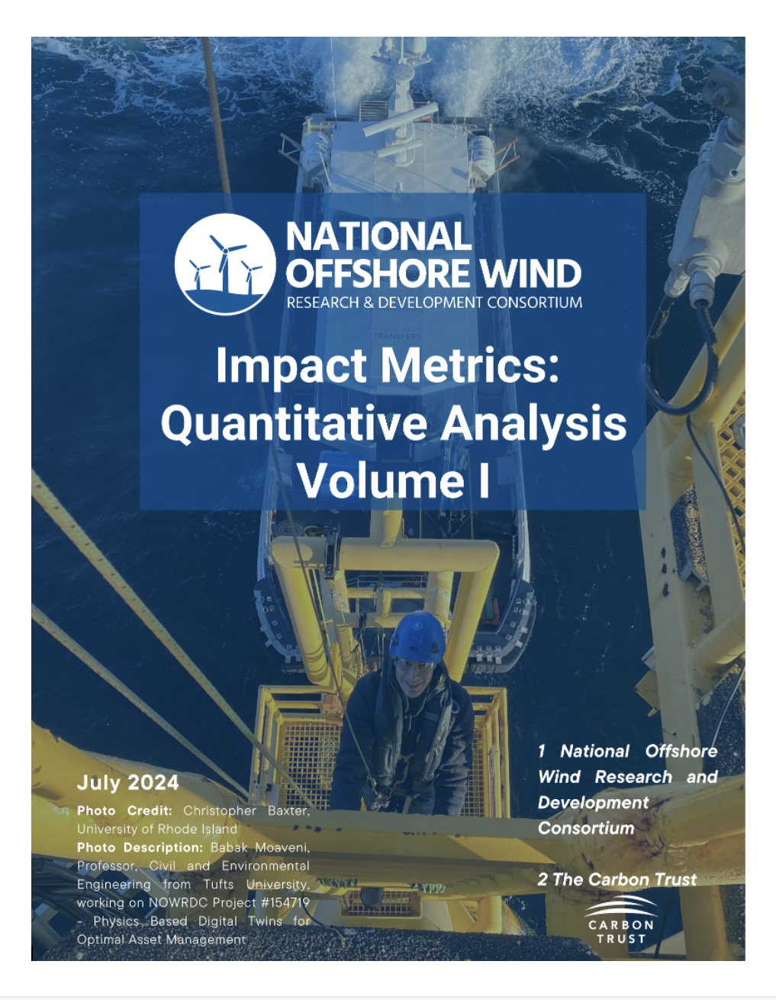 NATIONAL
OFFSHORE WIND
RESEARCH & DEVELOPMENT CONSORTIUM
TRANSFERS
Impact Metrics:
Quantitative Analysis
Volume I
July 2024
Photo Credit: Christopher Baxter,
University of Rhode Island
Photo Description: Babak Moaveni,
Professor, Civil and Environmental
Engineering from Tufts University,
working on NOWRDC Project #154719
- Physics Based Digital Twins for
Optimal Asset Management
1 National Offshore
Wind Research and
Development
Consortium
2 The Carbon Trust
CARBON
TRUST